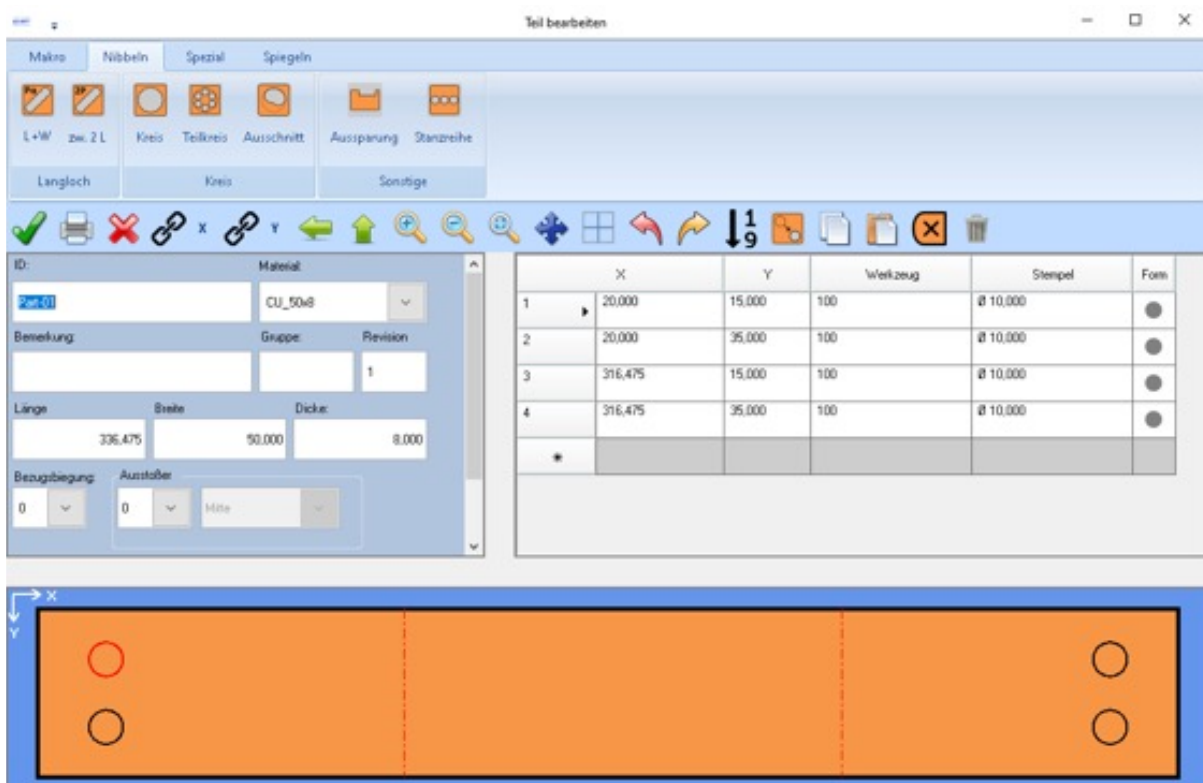 Teil bearbeiten
Makro Nibbeln Spezial Spiegeln
L+W zw. 2 L Kreis Teilkreis Ausschnitt Aussparung Stanzreihe
Langloch Kreis Sonstige
X Y 1 9
ID: Material:
Part-01 CU_50x8
Bemerkung: Gruppe: Revision
1
Länge Breite Dicke:
336,475 50,000 8,000
Bezugsbiegung: Ausstoßer
0 0 Mitte
X Y Werkzeug Stempel Form
1 20,000 15,000 100 Ø 10,000
2 20,000 35,000 100 Ø 10,000
3 316,475 15,000 100 Ø 10,000
4 316,475 35,000 100 Ø 10,000
X
Y